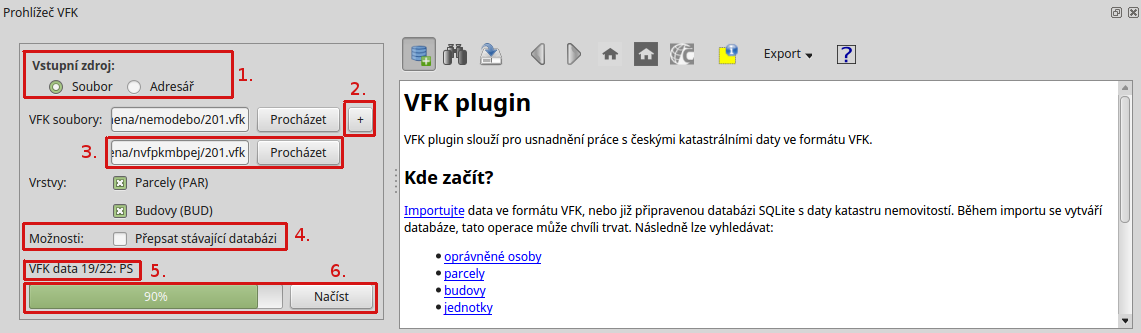 Prohlížeč VFK
Vstupní zdroj:
1.
Soubor Adresář
2.
VFK soubory: nena/nemodebo/201.vfk Procházet +
3. ena/nvfpkmbpej/201.vfk Procházet
Vrstvy: Parcely (PAR)
Budovy (BUD)
Možnosti: Přepsat stávající databázi 4.
VFK data 19/22: PS 5. 6.
90% Načíst
Export ?
VFK plugin
VFK plugin slouží pro usnadnění práce s českými katastrálními daty ve formátu VFK.
Kde začít?
Importujte data ve formátu VFK, nebo již připravenou databázi SQLite s daty katastru nemovitostí. Během importu se vytváří
databáze, tato operace může chvíli trvat. Následně lze vyhledávat:
• oprávněné osoby
• parcely
• budovy
• jednotky